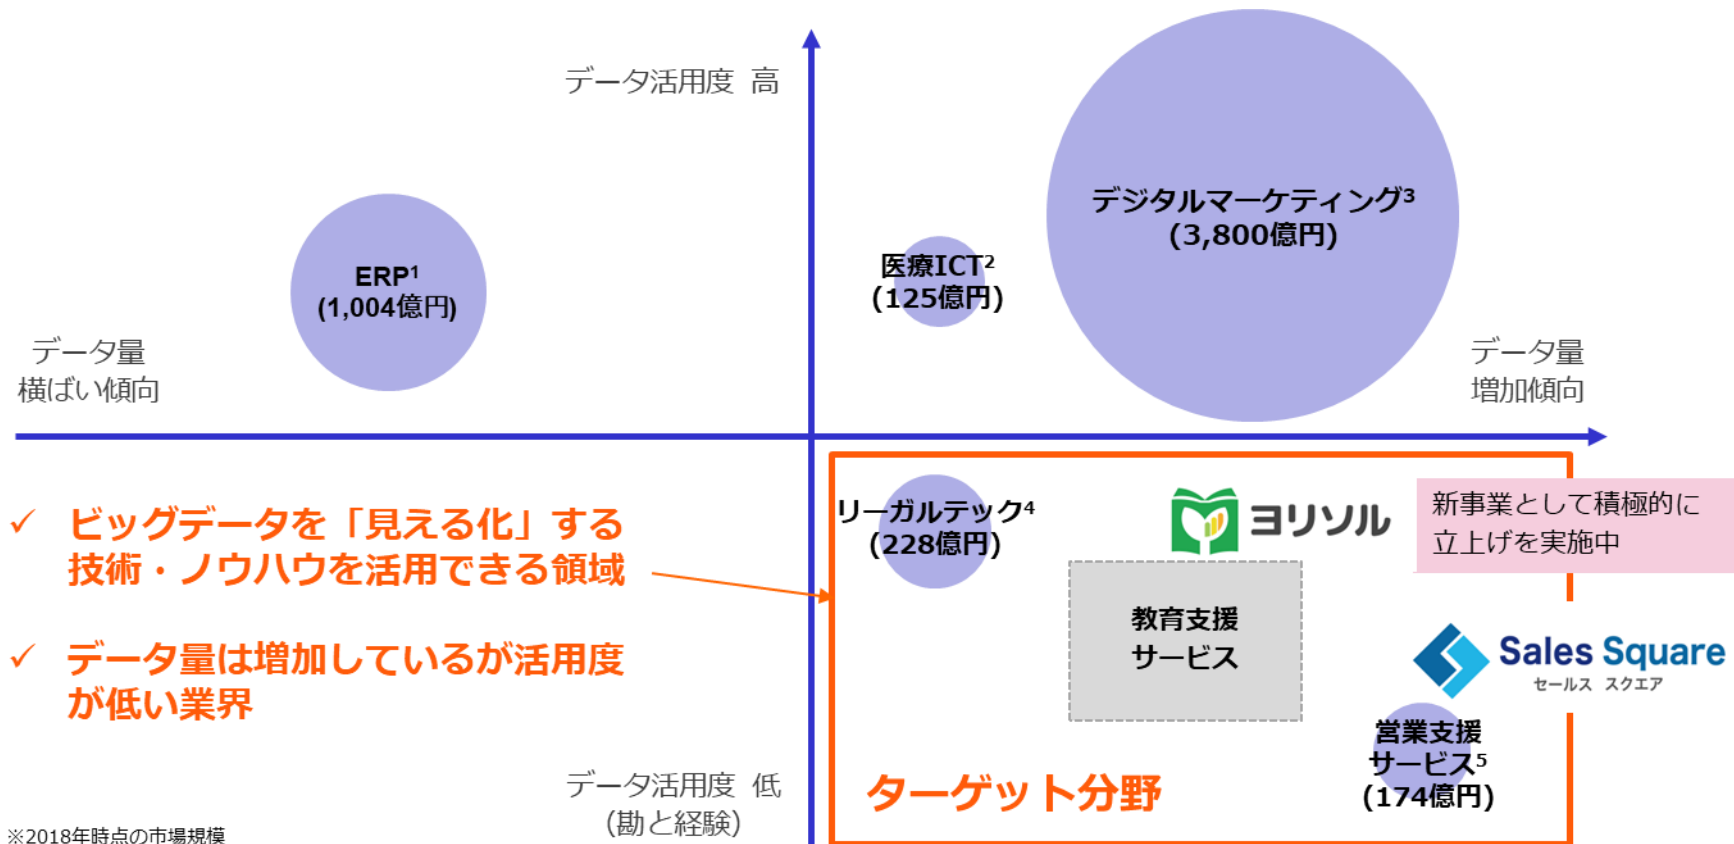 データ活用度 高
デジタルマーケティング3
(3,800億円)
医療ICT2
(125億円)
ERP1
(1,004億円)
データ量
横ばい傾向
データ量
増加傾向
✓ ビッグデータを「見える化」する
技術・ノウハウを活用できる領域
✓ データ量は増加しているが活用度
が低い業界
リーガルテック4
(228億円)
ヨリソル
新事業として積極的に
立上げを実施中
教育支援
サービス
Sales Square
セールス スクエア
営業支援
サービス5
(174億円)
ターゲット分野
データ活用度 低
(勘と経験)
※2018年時点の市場規模